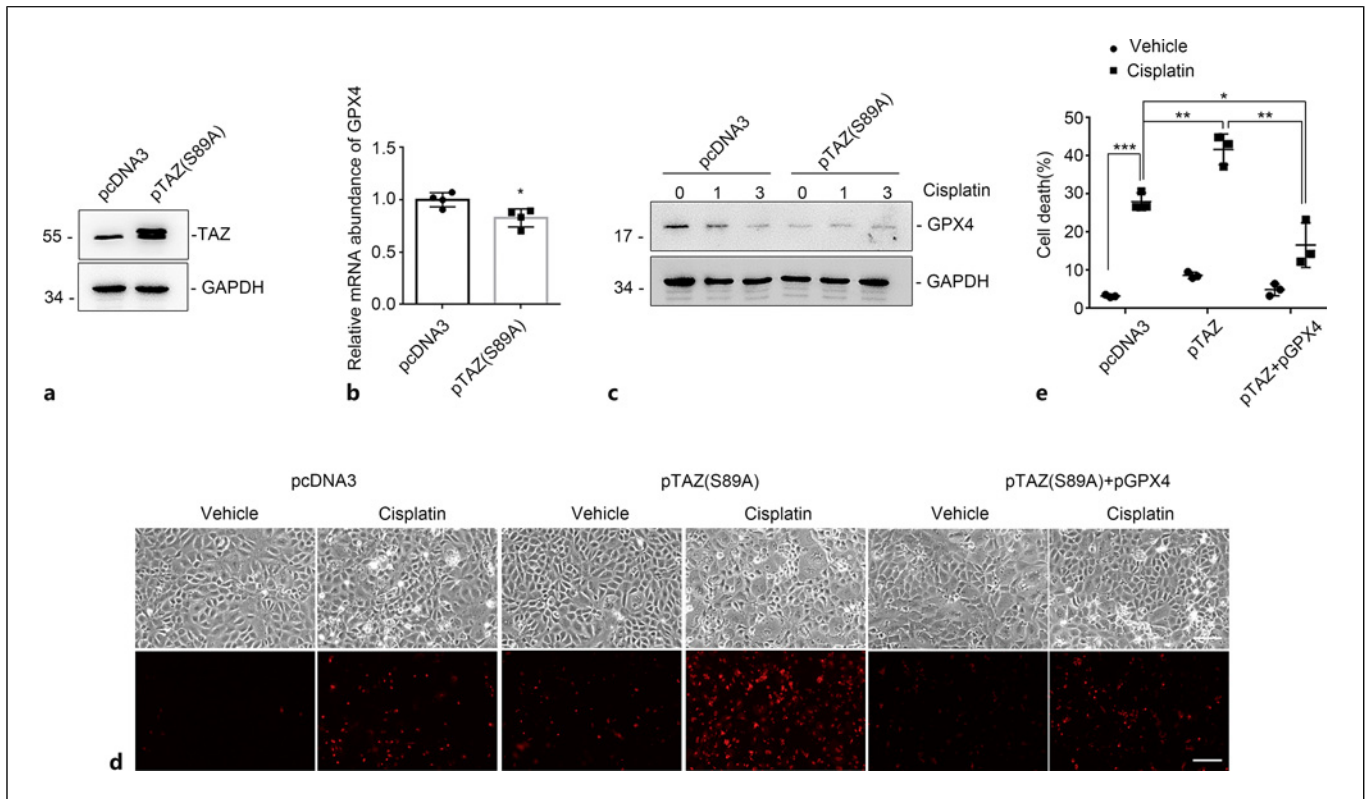 pcDNA3
pTAZ(S89A)
55 -
-TAZ
34 -
- GAPDH
a
Relative mRNA abundance of GPX4
1.5
1.0
0.5
0.0
*
pcDNA3
pTAZ(S89A)
b
pcDNA3
pTAZ(S89A)
0 1 3 0 1 3 Cisplatin
17 -
- GPX4
34 -
- GAPDH
c
Vehicle
Cisplatin
Cell death(%)
50
40
30
20
10
0
*
** **
***
pcDNA3
pTAZ
pTAZ+pGPX4
e
pcDNA3 pTAZ(S89A) pTAZ(S89A)+pGPX4
Vehicle Cisplatin Vehicle Cisplatin Vehicle Cisplatin
d